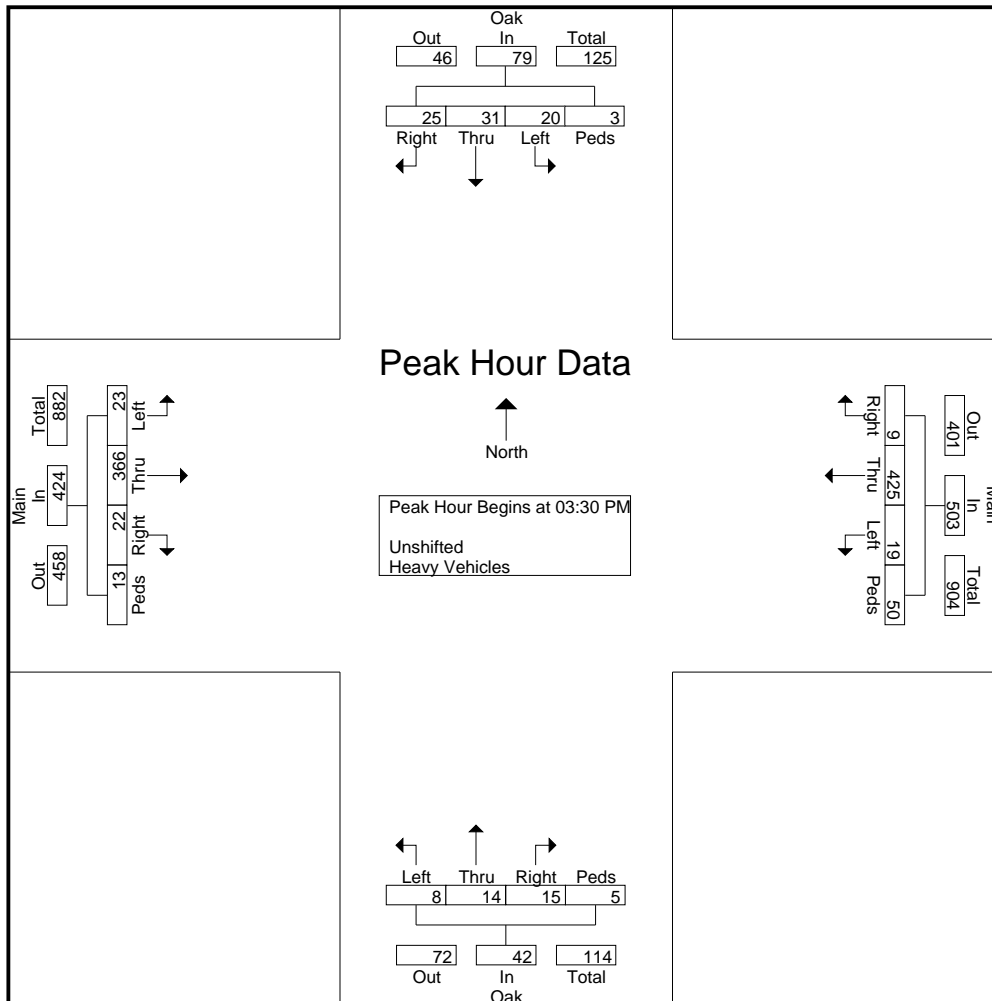 Oak
Out In Total
46 79 125
25 31 20 3
Right Thru Left Peds
Peak Hour Data
North
Peak Hour Begins at 03:30 PM
Unshifted
Heavy Vehicles
Main
Total In Out
882 424 458
23 366 22 13
Left Thru Right Peds
Right Thru Left Peds
9 425 19 50
401 503 904
Out In Total
Main
Left Thru Right Peds
8 14 15 5
72 42 114
Out In Total
Oak